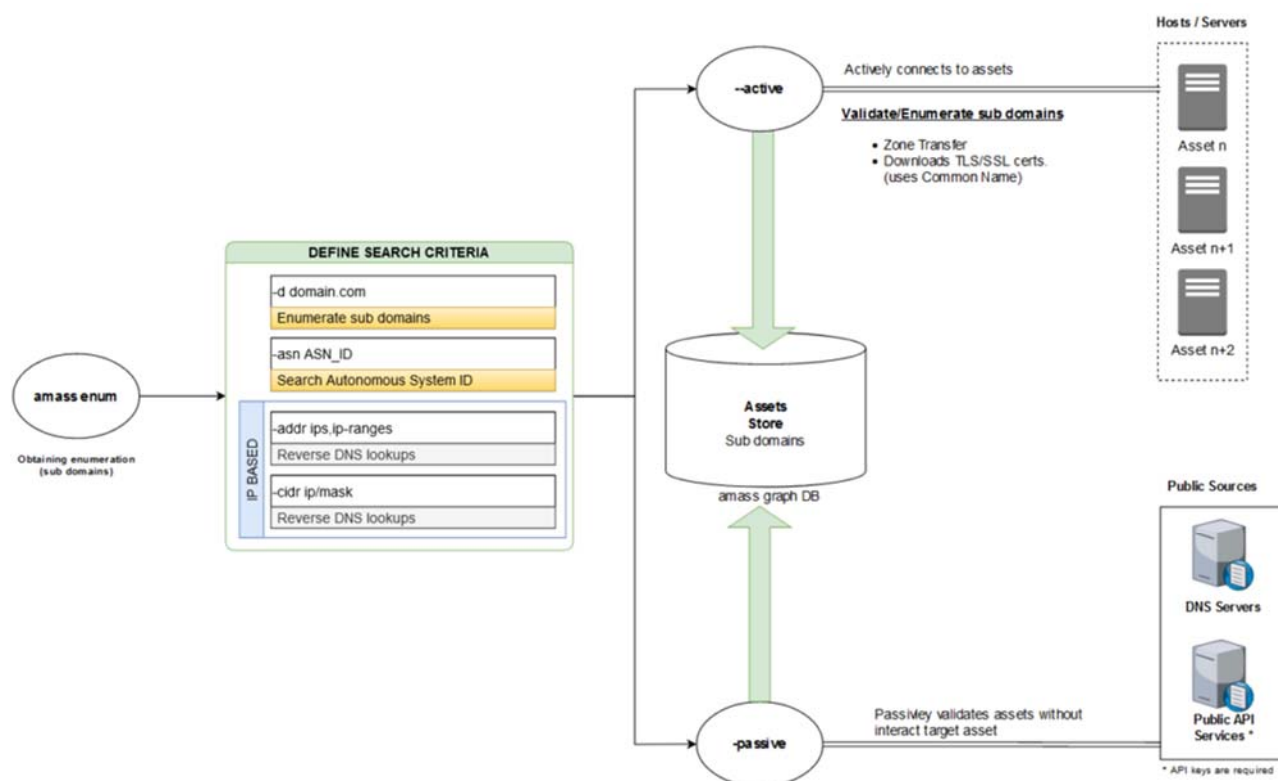 Hosts / Servers
--active
Actively connects to assets
Validate/Enumerate sub domains
• Zone Transfer
• Downloads TLS/SSL certs.
(uses Common Name)
Asset n
Asset n+1
Asset n+2
DEFINE SEARCH CRITERIA
-d domain.com
Enumerate sub domains
-asn ASN_ID
Search Autonomous System ID
IP BASED
-addr ips,ip-ranges
Reverse DNS lookups
-cidr ip/mask
Reverse DNS lookups
amass enum
Obtaining enumeration
(sub domains)
Assets
Store
Sub domains
amass graph DB
Public Sources
DNS Servers
Public API
Services *
* API keys are required
-passive
Passivley validates assets without
interact target asset